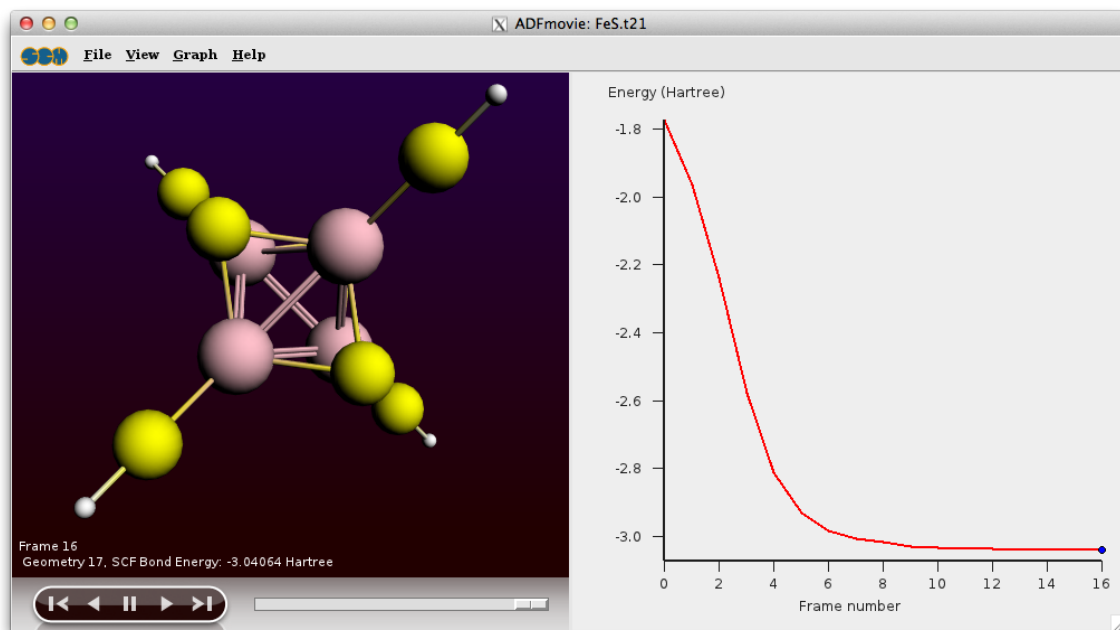 ADFmovie: FeS.t21
SCM File View Graph Help
Energy (Hartree)
-1.8
-2.0
-2.2
-2.4
-2.6
-2.8
-3.0
0 2 4 6 8 10 12 14 16
Frame number
Frame 16
Geometry 17, SCF Bond Energy: -3.04064 Hartree